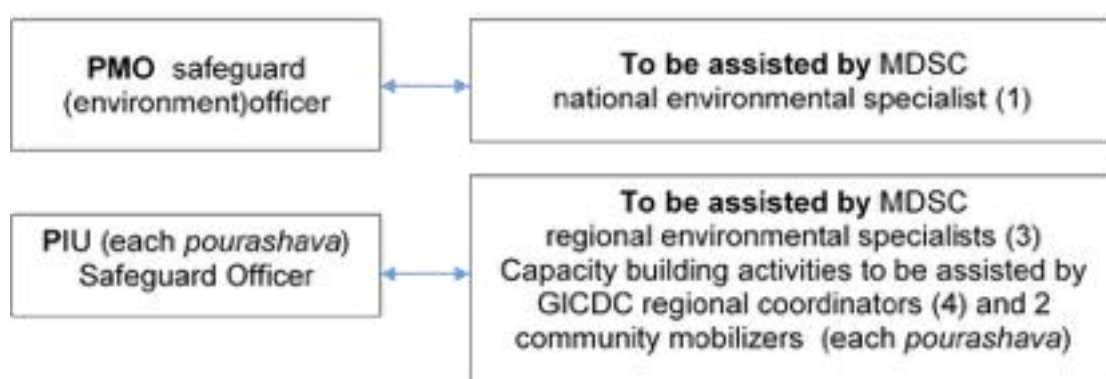 PMO safeguard
(environment)officer
To be assisted by MDSC
national environmental specialist (1)
PIU (each pourashava)
Safeguard Officer
To be assisted by MDSC
regional environmental specialists (3)
Capacity building activities to be assisted by
GICDC regional coordinators (4) and 2
community mobilizers (each pourashava)